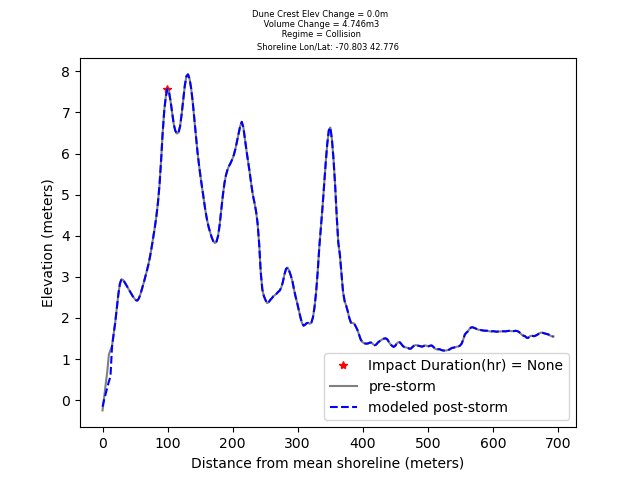 Dune Crest Elev Change = 0.0m
Volume Change = 4.746m3
Regime = Collision
Shoreline Lon/Lat: -70.803 42.776
8
7
6
5
4
3
2
1
0
Elevation (meters)
Impact Duration(hr) = None
pre-storm
modeled post-storm
0 100 200 300 400 500 600 700
Distance from mean shoreline (meters)